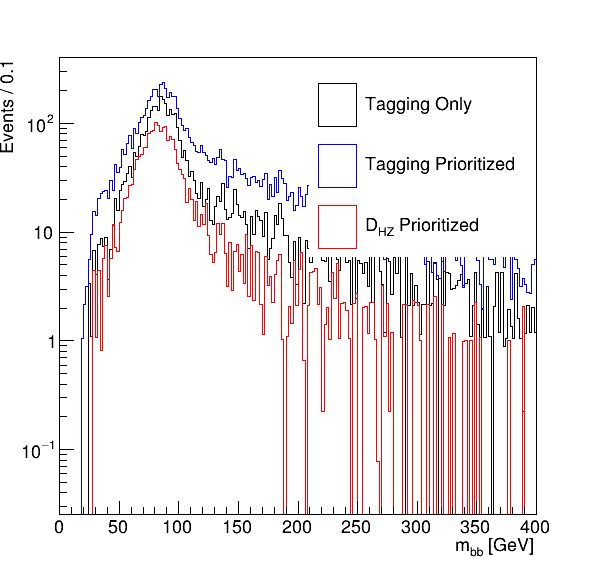 Events / 0.1
Tagging Only
Tagging Prioritized
D_HZ Prioritized
10²
10
1
10⁻¹
0 50 100 150 200 250 300 350 400
m_bb [GeV]